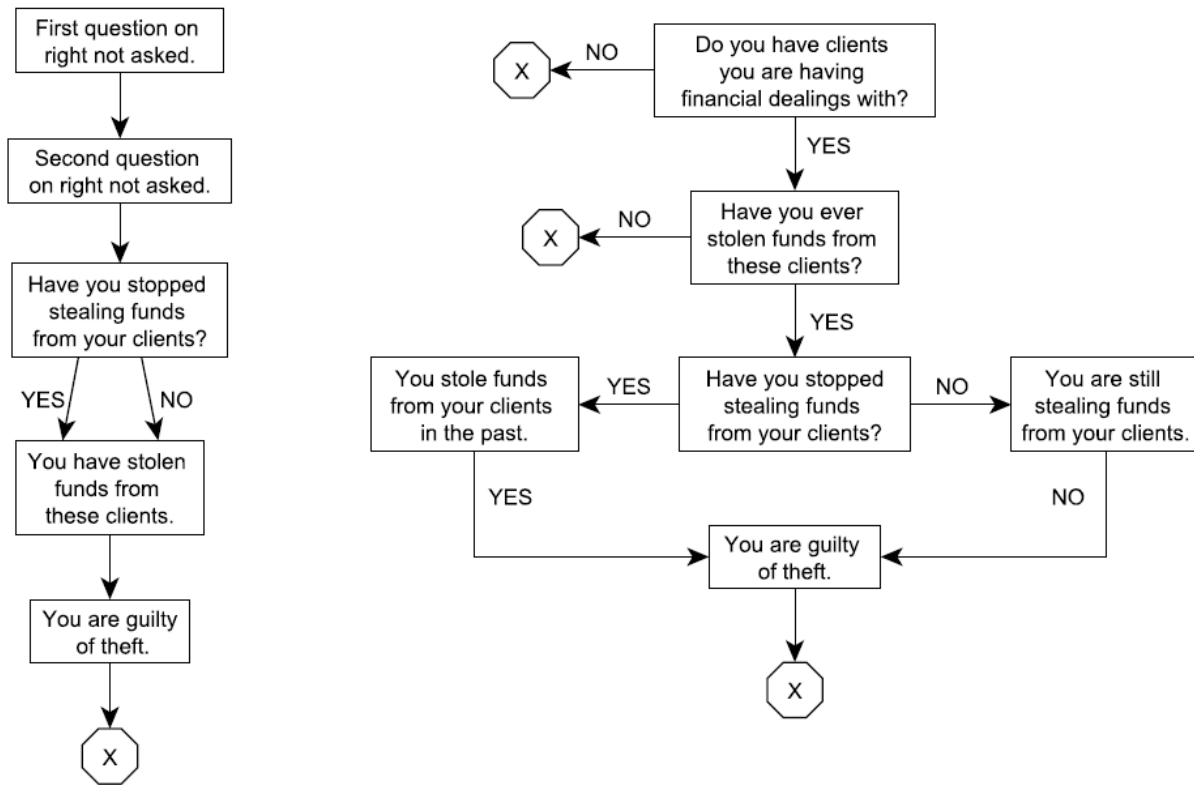 First question on
right not asked.
Second question
on right not asked.
Have you stopped
stealing funds
from your clients?
YES
NO
You have stolen
funds from
these clients.
You are guilty
of theft.
X
Do you have clients
you are having
financial dealings with?
NO
X
YES
Have you ever
stolen funds from
these clients?
NO
X
YES
Have you stopped
stealing funds
from your clients?
YES
You stole funds
from your clients
in the past.
NO
You are still
stealing funds
from your clients.
YES
NO
You are guilty
of theft.
X